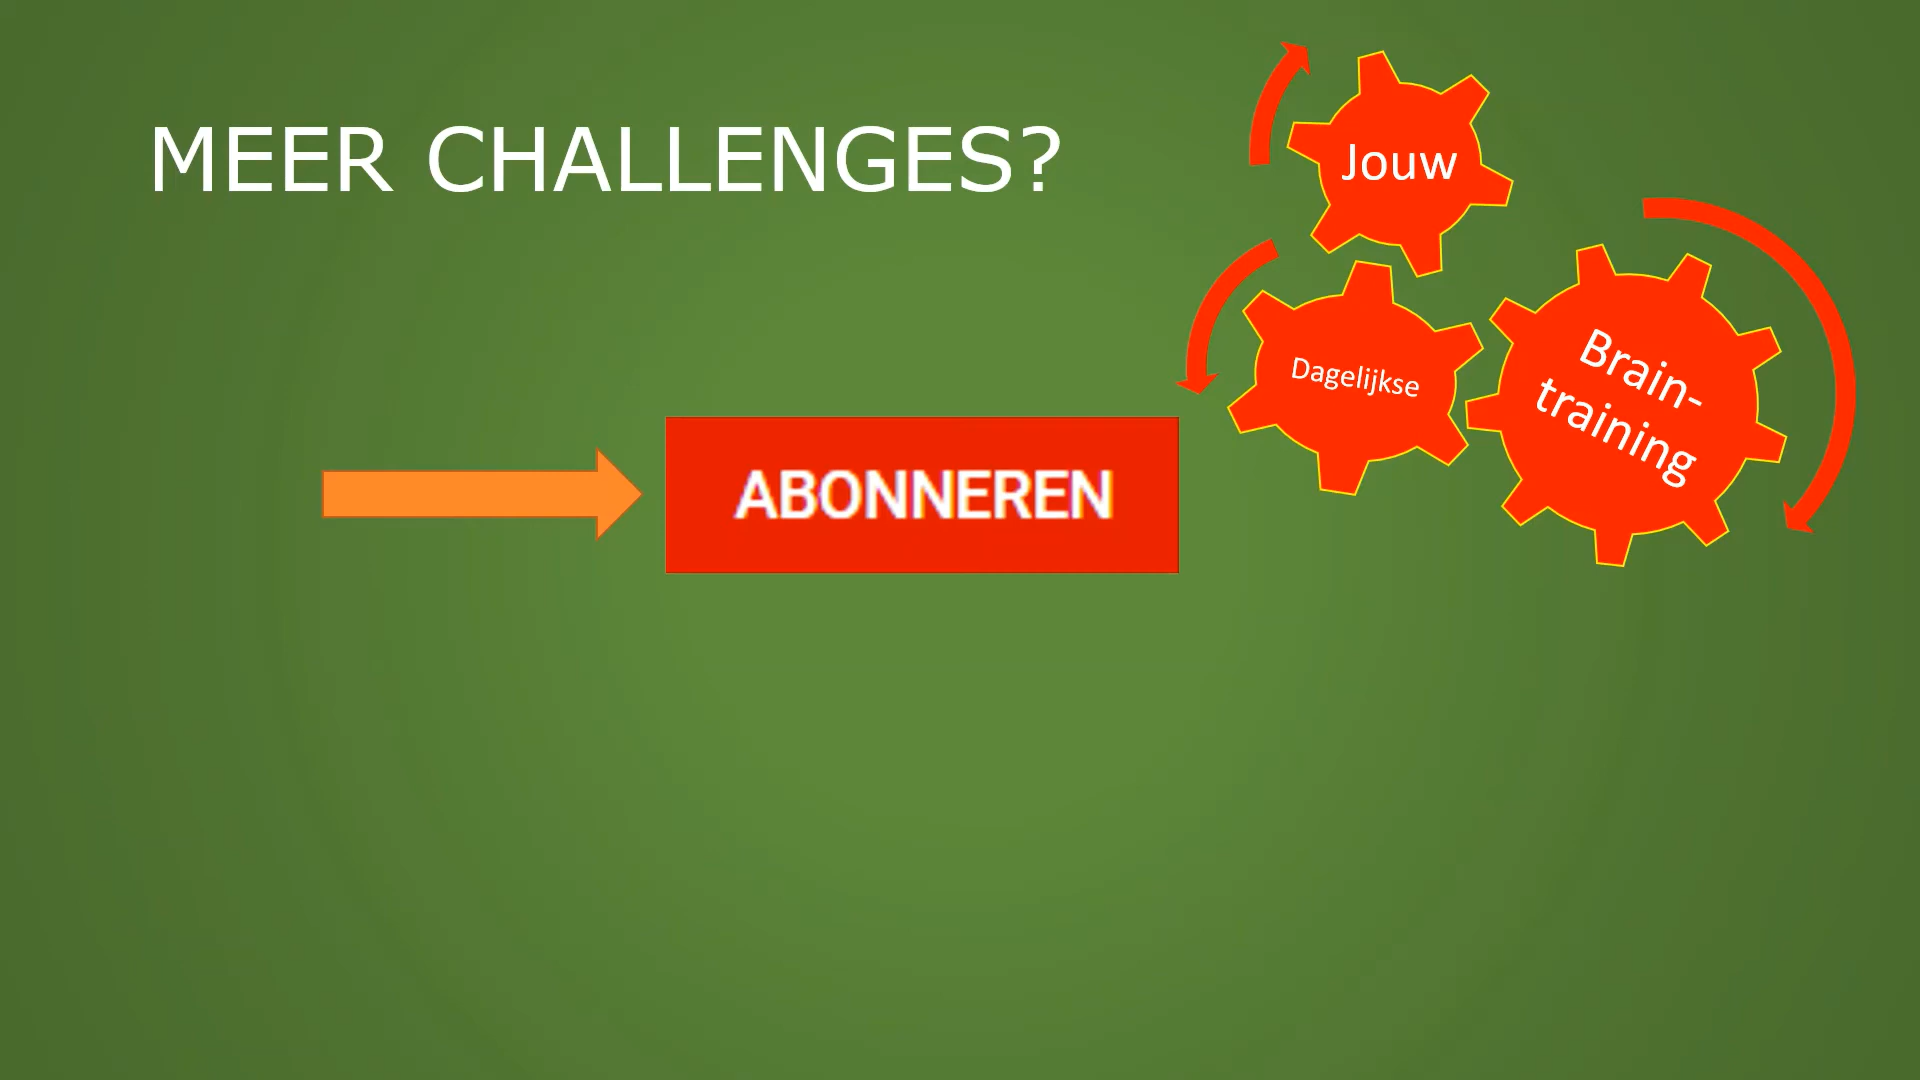 MEER CHALLENGES?
Jouw
Dagelijkse
Brain-
training
ABONNEREN